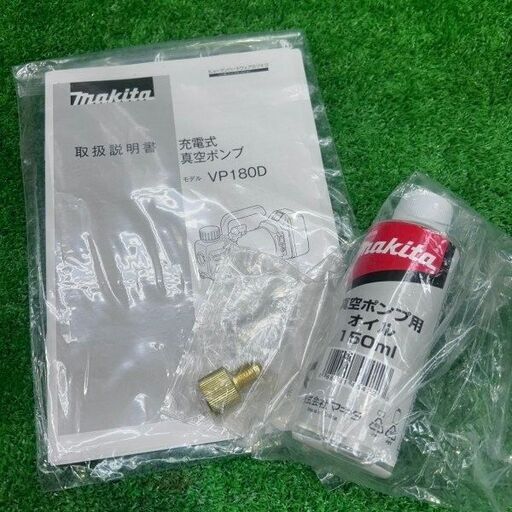 makita
取扱説明書
充電式
真空ポンプ
モデル VP180D
makita
真空ポンプ用
オイル
150ml